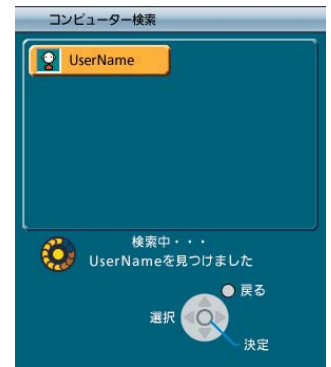 コンピューター検索
UserName
検索中・・・
UserNameを見つけました
戻る
選択
決定